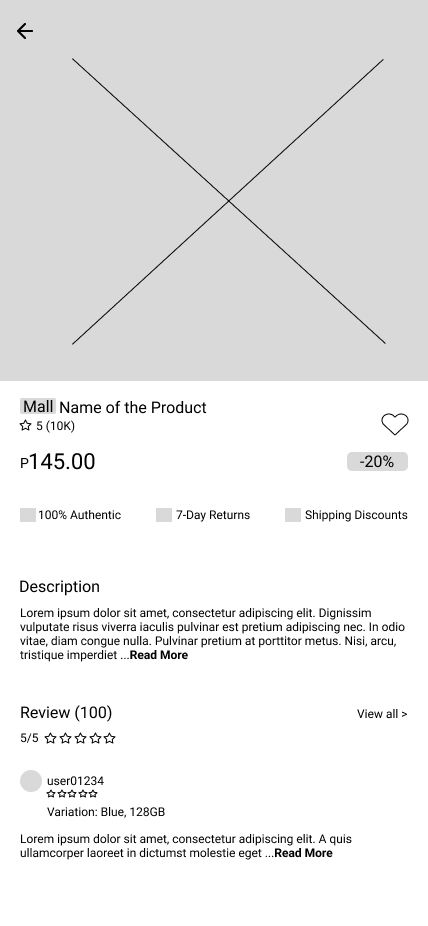 Mall Name of the Product
5 (10K)
P145.00
-20%
100% Authentic
7-Day Returns
Shipping Discounts
Description
Lorem ipsum dolor sit amet, consectetur adipiscing elit. Dignissim
vulputate risus viverra iaculis pulvinar est pretium adipiscing nec. In odio
vitae, diam congue nulla. Pulvinar pretium at porttitor metus. Nisi, arcu,
tristique imperdiet ...Read More
Review (100)
View all >
5/5
user01234
Variation: Blue, 128GB
Lorem ipsum dolor sit amet, consectetur adipiscing elit. A quis
ullamcorper laoreet in dictumst molestie eget ...Read More